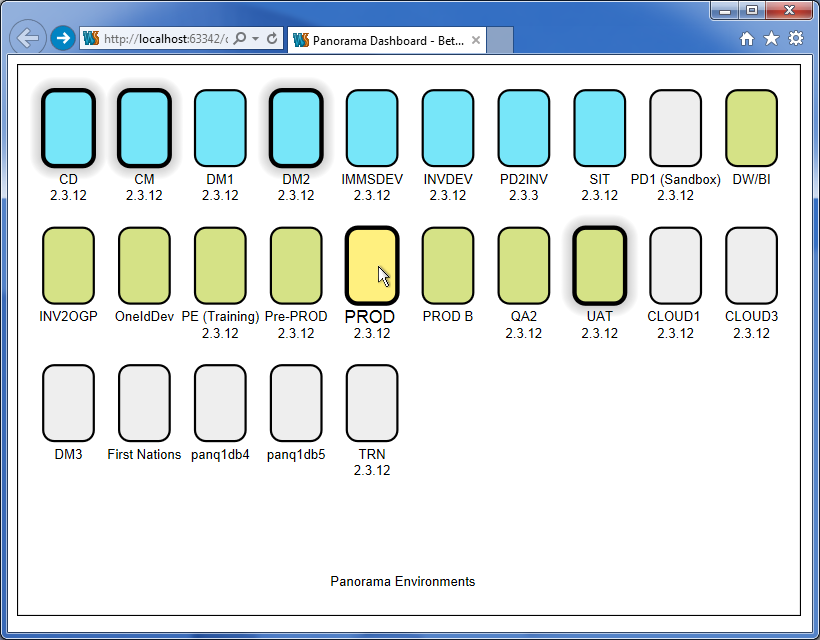 http://localhost:63342/
Panorama Dashboard - Bet...
CD CM DM1 DM2 IMMSDEV INVDEV PD2INV SIT PD1 (Sandbox) DW/BI
2.3.12 2.3.12 2.3.12 2.3.12 2.3.12 2.3.12 2.3.3 2.3.12 2.3.12
INV2OGP OneIdDev PE (Training) Pre-PROD PROD PROD B QA2 UAT CLOUD1 CLOUD3
2.3.12 2.3.12 2.3.12 2.3.12 2.3.12 2.3.12 2.3.12
DM3 First Nations panq1db4 panq1db5 TRN
2.3.12
Panorama Environments